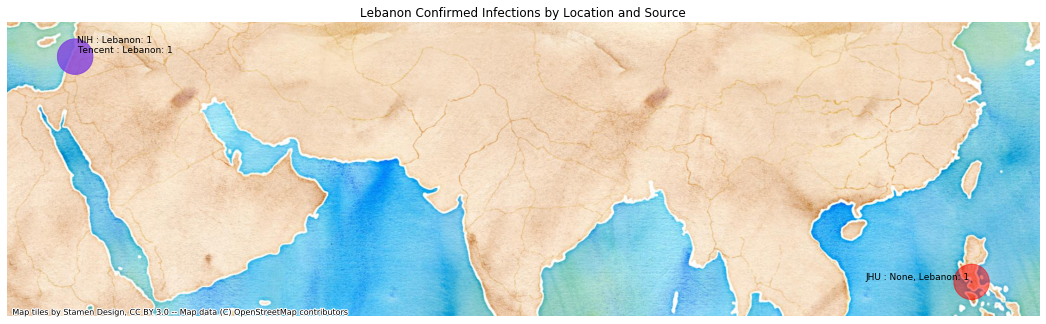 Lebanon Confirmed Infections by Location and Source
NIH : Lebanon: 1
Tencent : Lebanon: 1
JHU : None, Lebanon: 1
Map tiles by Stamen Design, CC BY 3.0 -- Map data (C) OpenStreetMap contributors